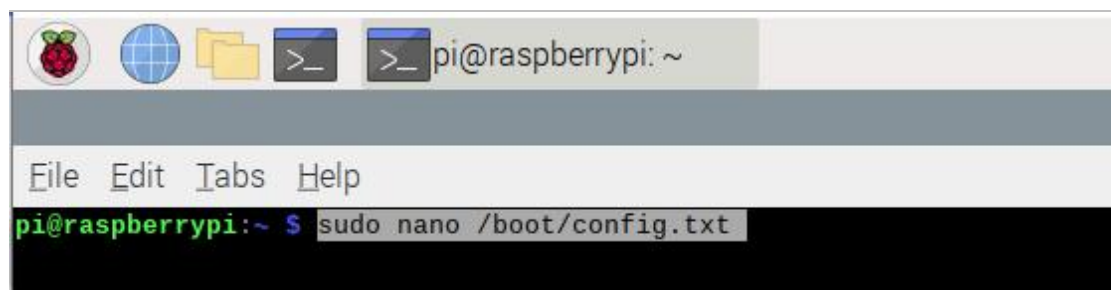 pi@raspberrypi: ~
File Edit Tabs Help
pi@raspberrypi:~ $ sudo nano /boot/config.txt